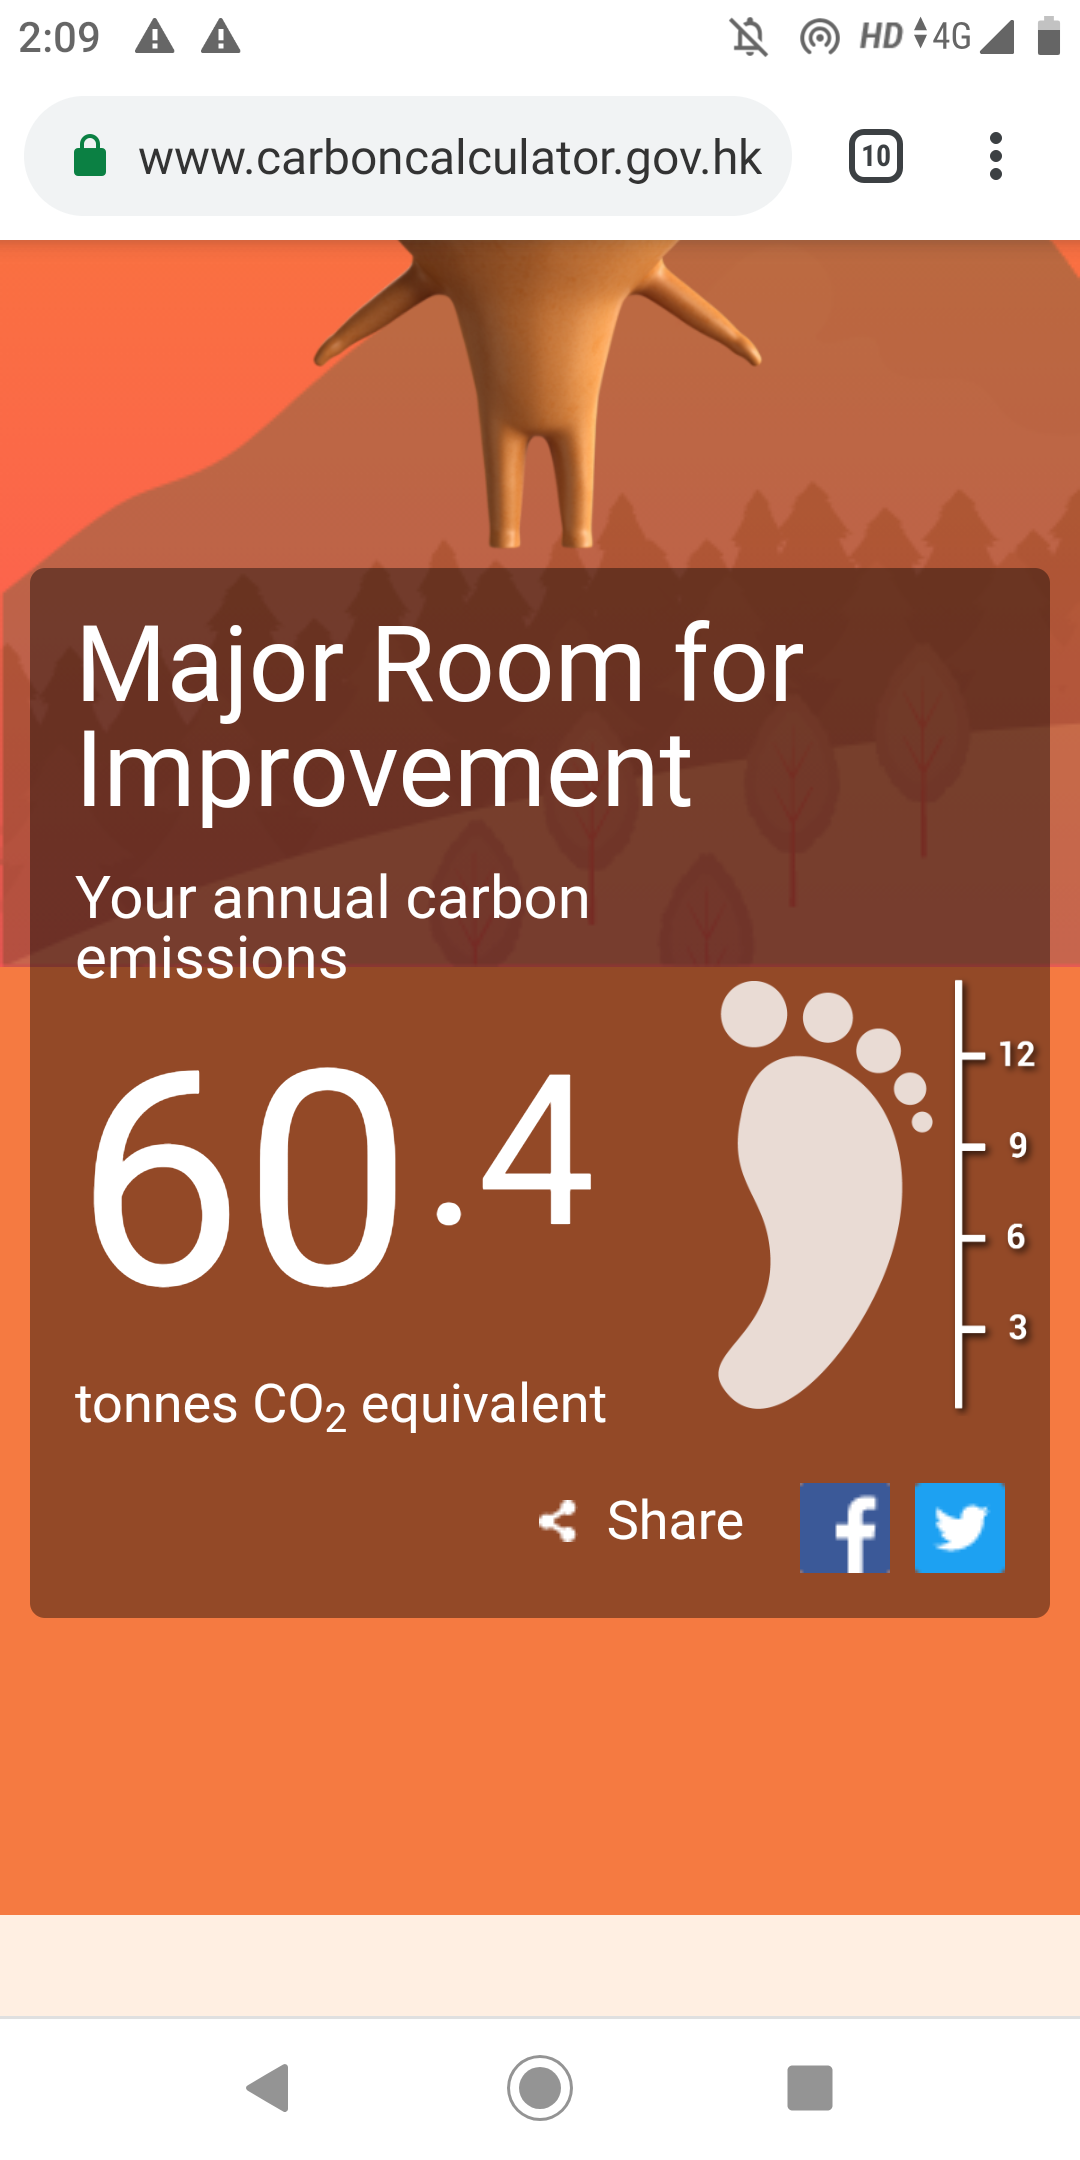 2:09 HD 4G
www.carboncalculator.gov.hk 10
Major Room for
Improvement
Your annual carbon
emissions
60.4
tonnes CO₂ equivalent
12
9
6
3
Share f